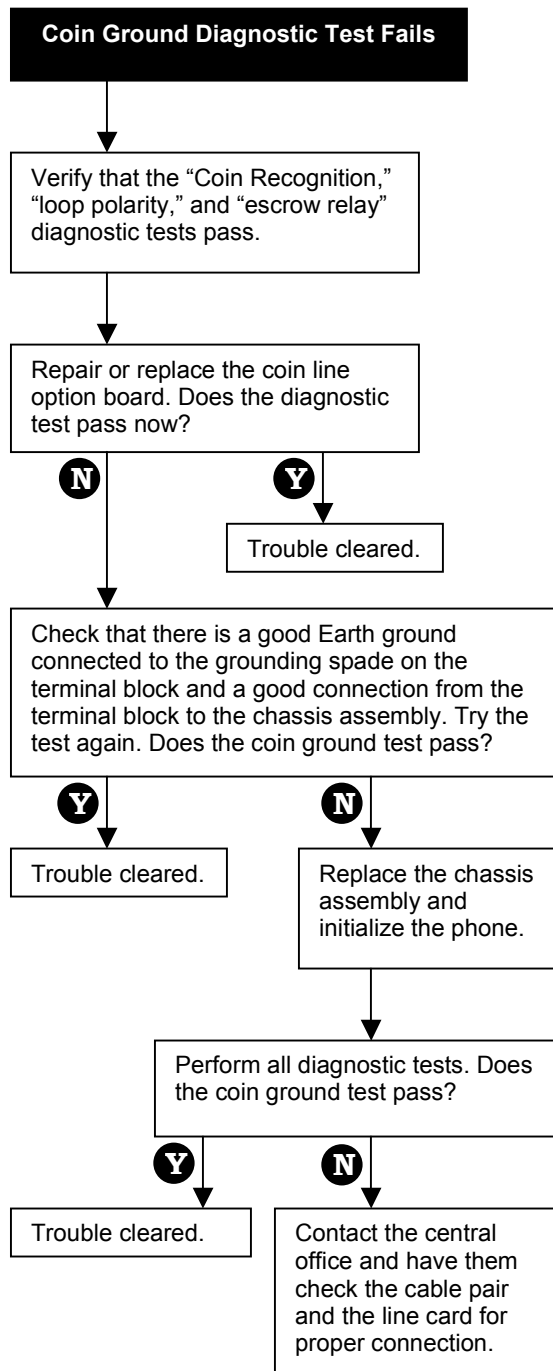 Coin Ground Diagnostic Test Fails
Verify that the “Coin Recognition,”
“loop polarity,” and “escrow relay”
diagnostic tests pass.
Repair or replace the coin line
option board. Does the diagnostic
test pass now?
N
Y
Trouble cleared.
Check that there is a good Earth ground
connected to the grounding spade on the
terminal block and a good connection from the
terminal block to the chassis assembly. Try the
test again. Does the coin ground test pass?
Y
N
Trouble cleared.
Replace the chassis
assembly and
initialize the phone.
Perform all diagnostic tests. Does
the coin ground test pass?
Y
N
Trouble cleared.
Contact the central
office and have them
check the cable pair
and the line card for
proper connection.